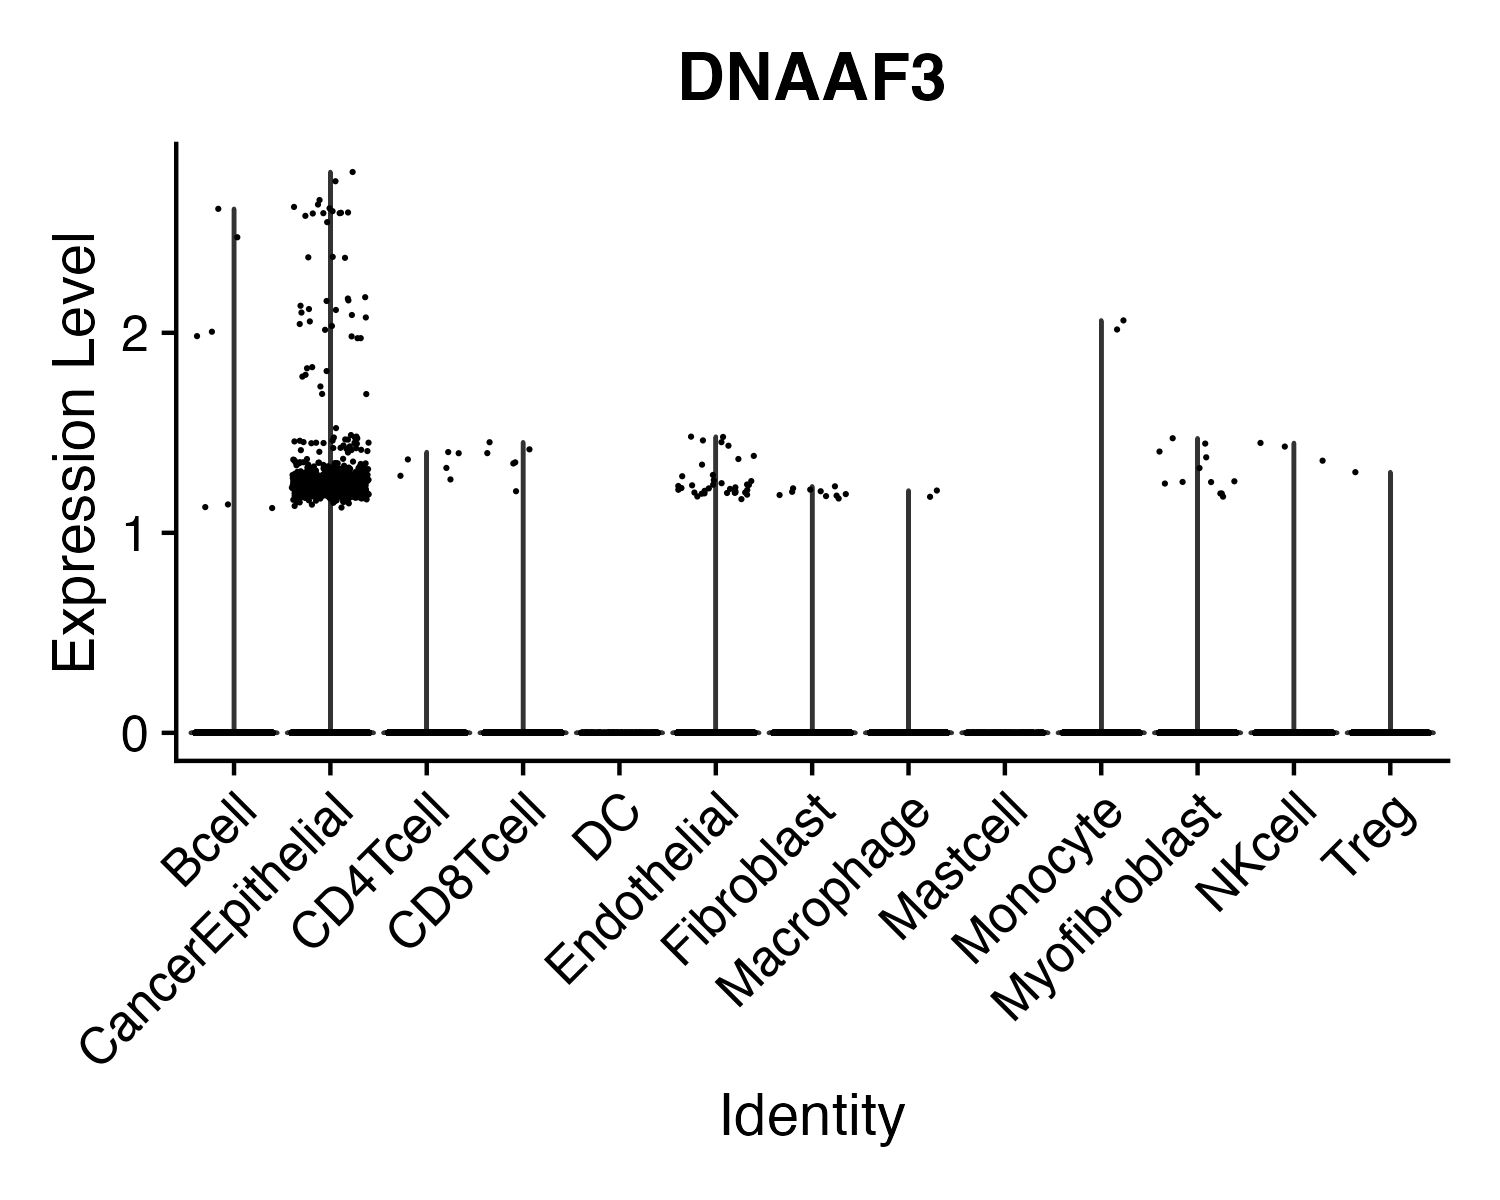 DNAAF3
Expression Level
2
1
0
Bcell
CancerEpithelial
CD4Tcell
CD8Tcell
DC
Endothelial
Fibroblast
Macrophage
Mastcell
Monocyte
Myofibroblast
NKcell
Treg
Identity